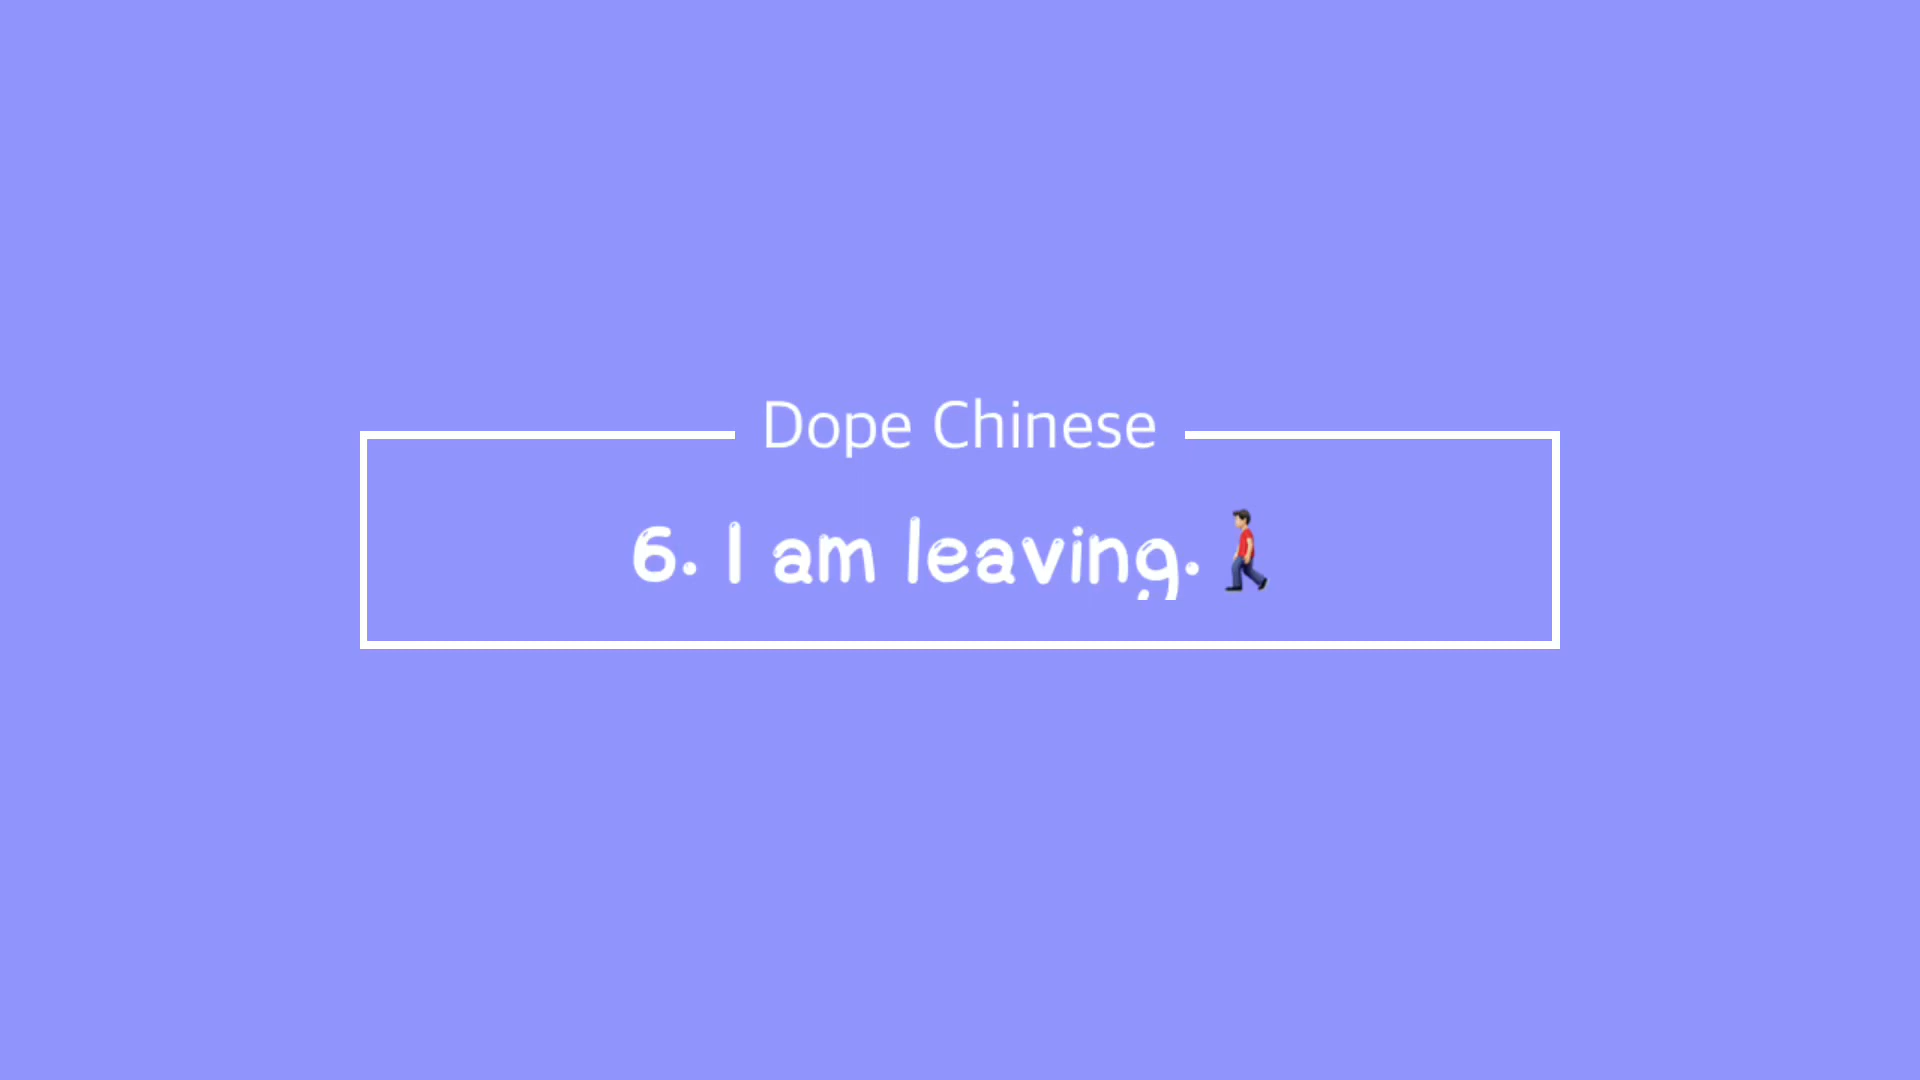 Dope Chinese
6. I am leaving.🚶🏻‍♂️